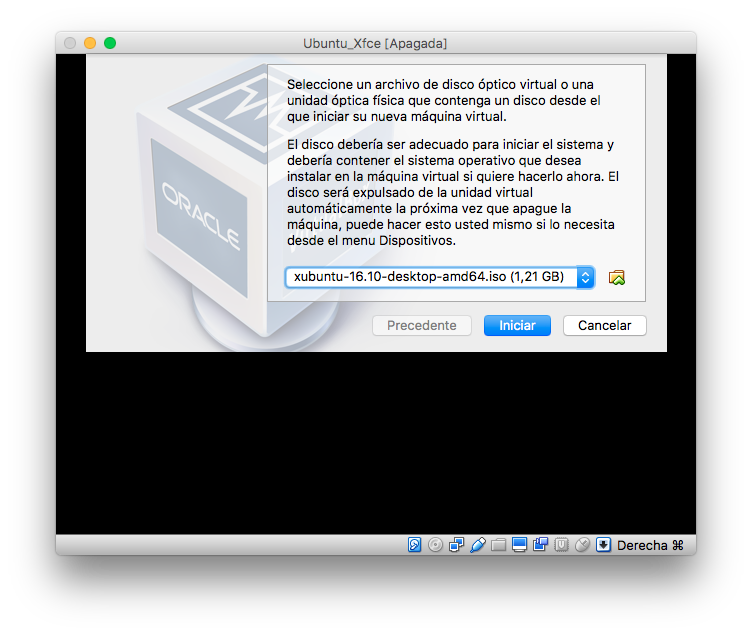 Ubuntu_Xfce [Apagada]
Seleccione un archivo de disco óptico virtual o una
unidad óptica física que contenga un disco desde el
que iniciar su nueva máquina virtual.
El disco debería ser adecuado para iniciar el sistema y
debería contener el sistema operativo que desea
instalar en la máquina virtual si quiere hacerlo ahora. El
disco será expulsado de la unidad virtual
automáticamente la próxima vez que apague la
máquina, puede hacer esto usted mismo si lo necesita
desde el menu Dispositivos.
ORACLE
xubuntu-16.10-desktop-amd64.iso (1,21 GB)
Precedente Iniciar Cancelar
Derecha ⌘